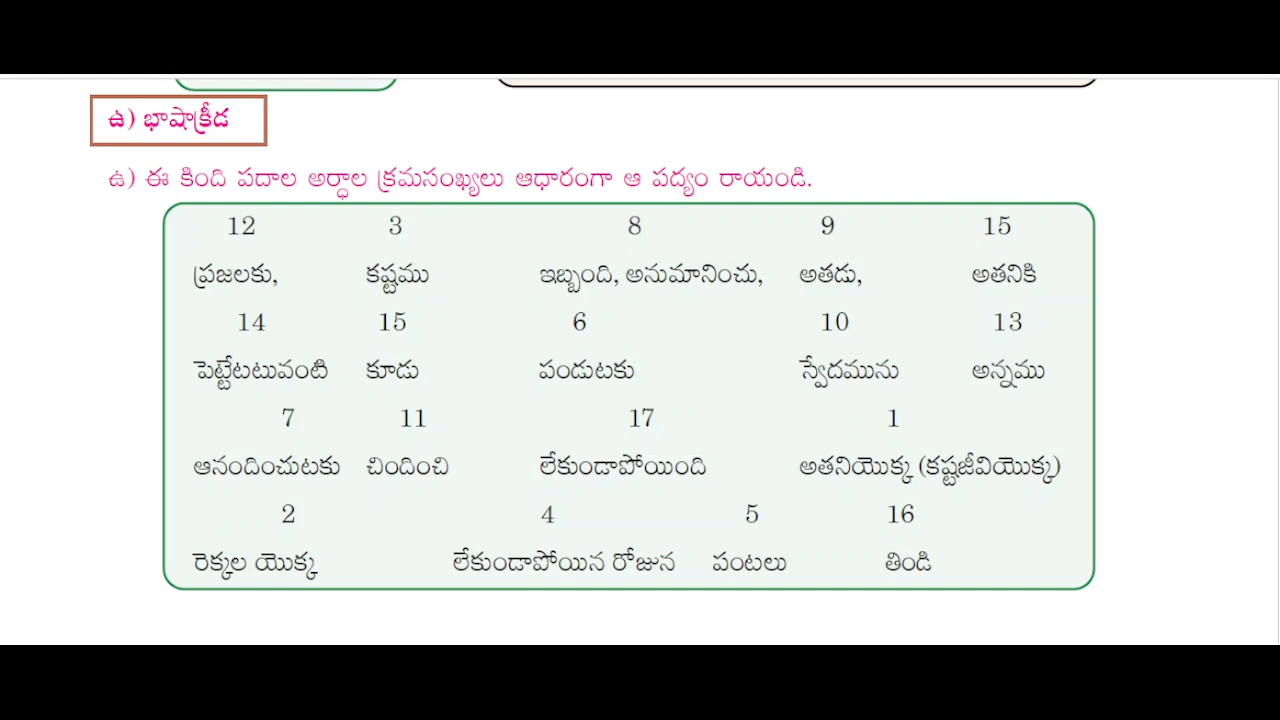 ఉ) భాషాక్రీడ
ఉ) ఈ కింది పదాల అర్థాల క్రమసంఖ్యలు ఆధారంగా ఆ పద్యం రాయండి.
12 3 8 9 15
ప్రజలకు, కష్టము ఇబ్బంది, అనుమానించు, అతడు, అతనికి
14 15 6 10 13
పెట్టేటటువంటి కూడు పండుటకు స్వేదమును అన్నము
7 11 17 1
ఆనందించుటకు చిందించి లేకుండాపోయింది అతనియొక్క (కష్టజీవియొక్క)
2 4 5 16
రెక్కల యొక్క లేకుండాపోయిన రోజున పంటలు తిండి